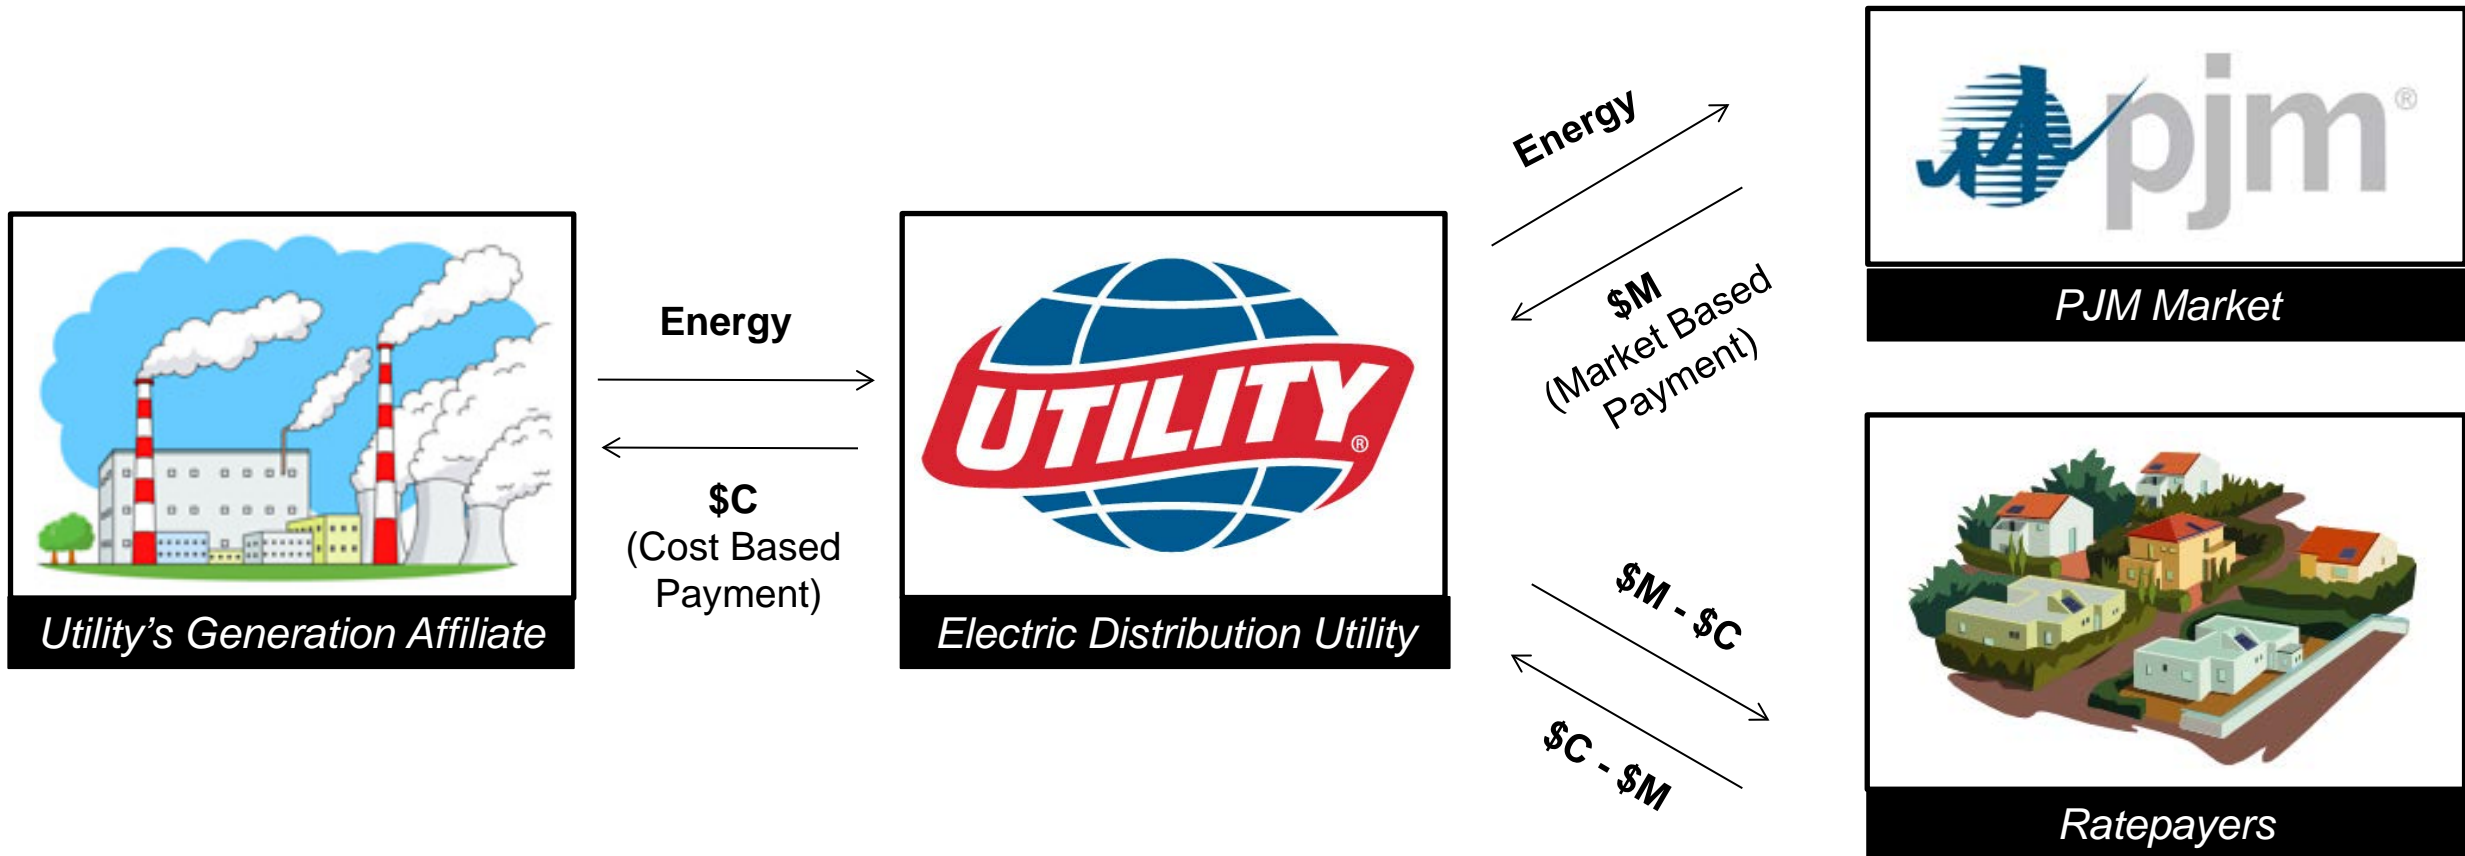 Energy
$C
(Cost Based
Payment)
Utility's Generation Affiliate
UTILITY®
Electric Distribution Utility
Energy
$M
(Market Based
Payment)
pjm®
PJM Market
$M - $C
$C - $M
Ratepayers